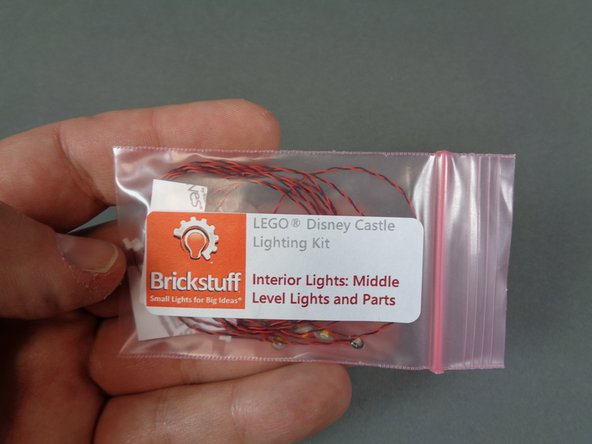 LEGO® Disney Castle
Lighting Kit
Brickstuff
Small Lights for Big Ideas®
Interior Lights: Middle
Level Lights and Parts